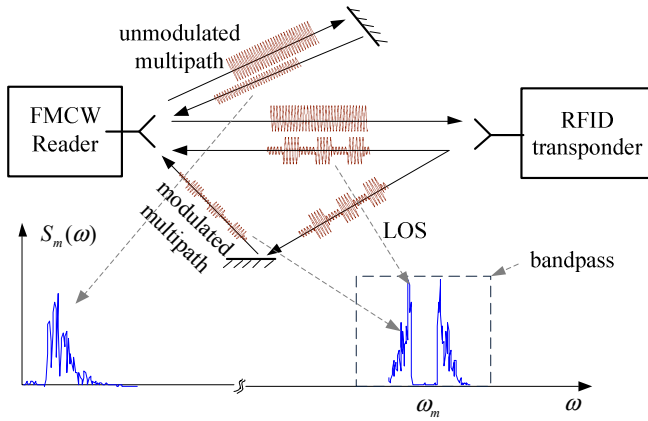 unmodulated
multipath
FMCW
Reader
RFID
transponder
modulated
multipath
LOS
S_m(ω)
bandpass
ω_m
ω